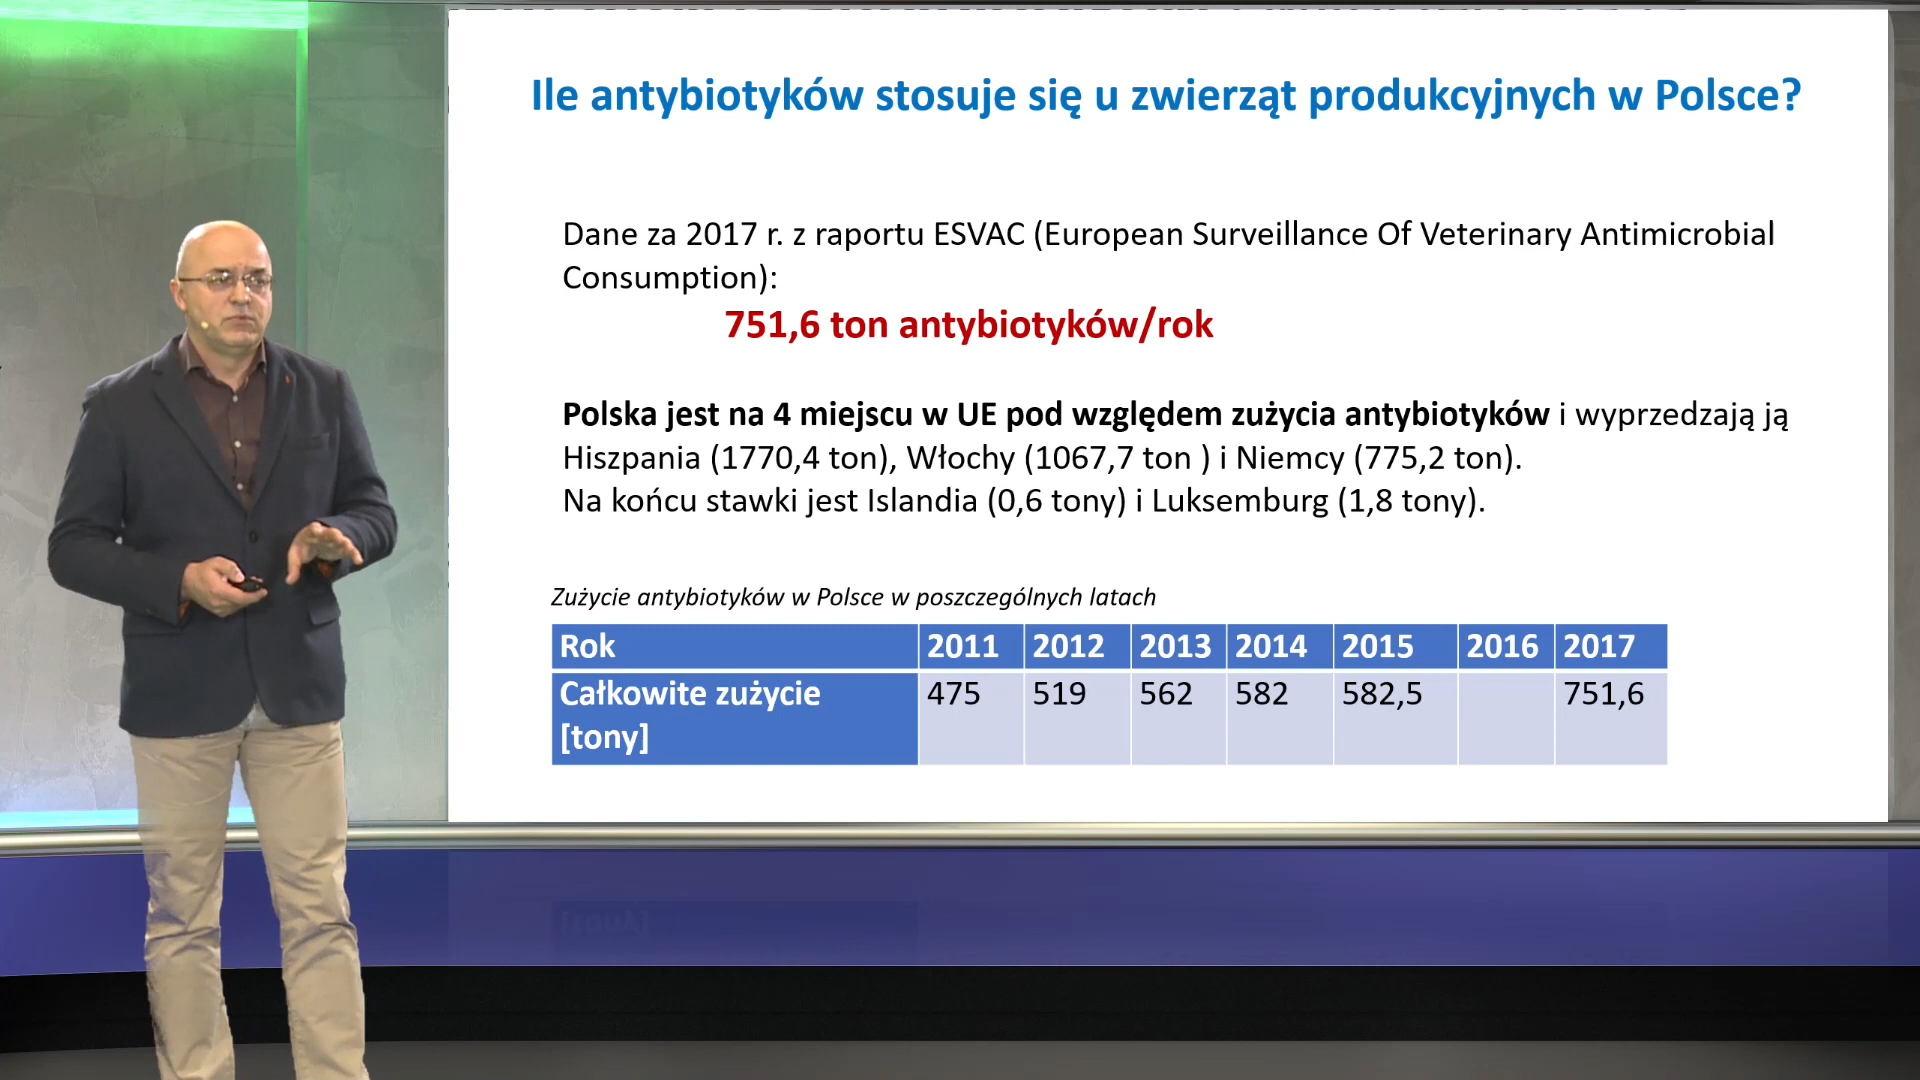 Ile antybiotyków stosuje się u zwierząt produkcyjnych w Polsce?
Dane za 2017 r. z raportu ESVAC (European Surveillance Of Veterinary Antimicrobial
Consumption):
751,6 ton antybiotyków/rok
Polska jest na 4 miejscu w UE pod względem zużycia antybiotyków i wyprzedzają ją
Hiszpania (1770,4 ton), Włochy (1067,7 ton ) i Niemcy (775,2 ton).
Na końcu stawki jest Islandia (0,6 tony) i Luksemburg (1,8 tony).
Zużycie antybiotyków w Polsce w poszczególnych latach
Rok 2011 2012 2013 2014 2015 2016 2017
Całkowite zużycie 475 519 562 582 582,5 751,6
[tony]